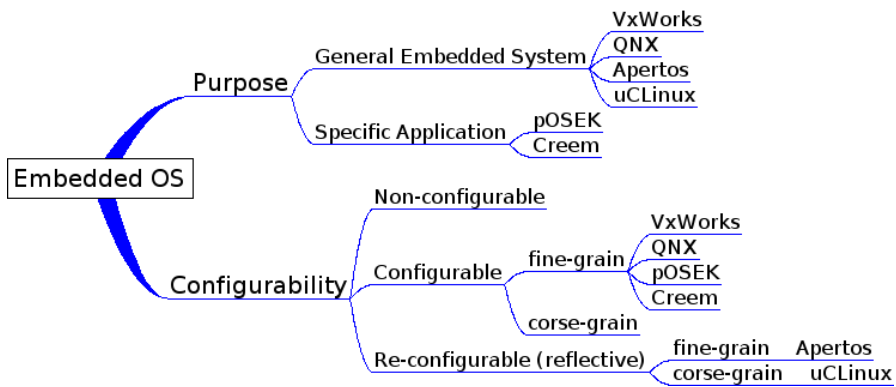 Embedded OS
Purpose
General Embedded System
VxWorks
QNX
Apertos
uCLinux
Specific Application
pOSEK
Creem
Configurability
Non-configurable
Configurable
fine-grain
VxWorks
QNX
pOSEK
Creem
corse-grain
Re-configurable (reflective)
fine-grain Apertos
corse-grain uCLinux